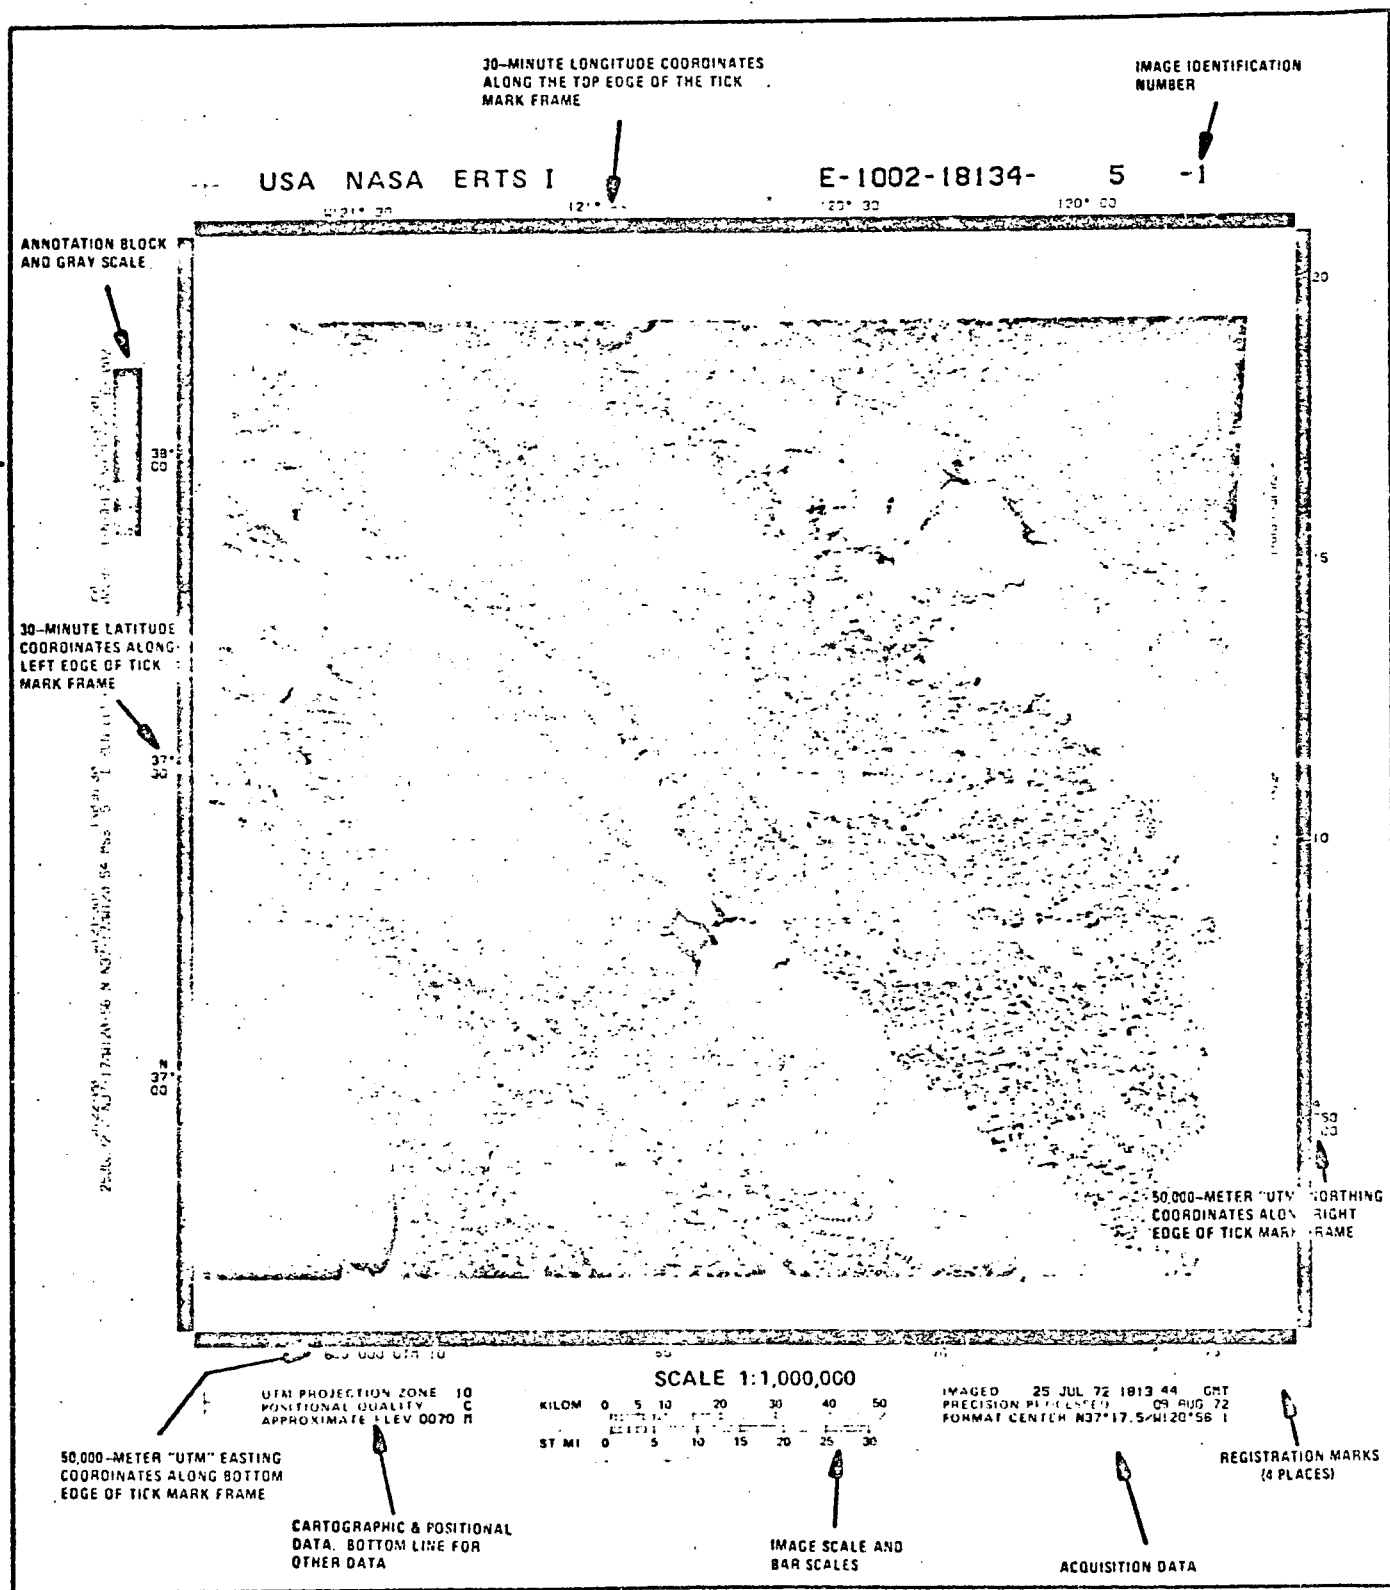 30-MINUTE LONGITUDE COORDINATES
ALONG THE TOP EDGE OF THE TICK
MARK FRAME
IMAGE IDENTIFICATION
NUMBER
USA NASA ERTS I
E-1002-18134- 5 -1
120° 30
ANNOTATION BLOCK
AND GRAY SCALE
20
38°
00
5
30-MINUTE LATITUDE
COORDINATES ALONG
LEFT EDGE OF TICK
MARK FRAME
37°
30
10
N
37°
00
50,000-METER "UTM" NORTHING
COORDINATES ALONG RIGHT
EDGE OF TICK MARK FRAME
SCALE 1:1,000,000
UTM PROJECTION ZONE 10
POSITIONAL QUALITY C
APPROXIMATE ELEV 0070 M
KILOM 0 5 10 20 30 40 50
ST MI 0 5 10 15 20 25 30
IMAGED 25 JUL 72 1813 44 GMT
PRECISION PROCESSED 09 AUG 72
FORMAT CENTER N37°17.5/W120°56 1
50,000-METER "UTM" EASTING
COORDINATES ALONG BOTTOM
EDGE OF TICK MARK FRAME
REGISTRATION MARKS
(4 PLACES)
CARTOGRAPHIC & POSITIONAL
DATA. BOTTOM LINE FOR
OTHER DATA
IMAGE SCALE AND
BAR SCALES
ACQUISITION DATA